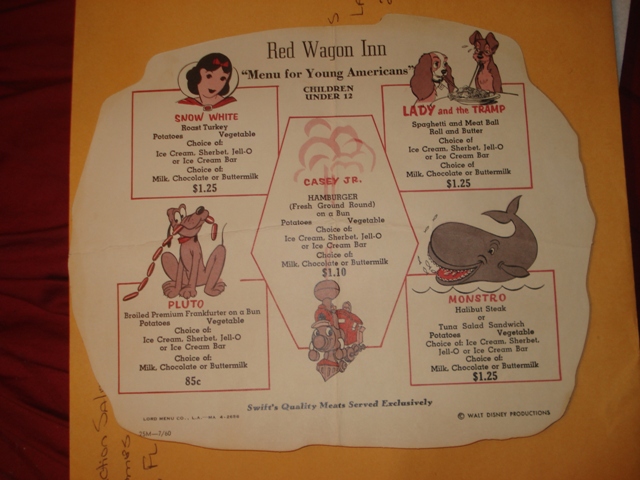 Red Wagon Inn
"Menu for Young Americans"
CHILDREN
UNDER 12
SNOW WHITE
Roast Turkey
Potatoes Vegetable
Choice of:
Ice Cream, Sherbet, Jell-O
or Ice Cream Bar
Choice of
Milk, Chocolate or Buttermilk
$1.25
LADY and the TRAMP
Spaghetti and Meat Ball
Roll and Butter
Choice of
Ice Cream, Sherbet, Jell-O
or Ice Cream Bar
Choice of
Milk, Chocolate or Buttermilk
$1.25
CASEY JR.
HAMBURGER
(Fresh Ground Round)
on a Bun
Potatoes Vegetable
Choice of:
Ice Cream, Sherbet, Jell-O
or Ice Cream Bar
Choice of:
Milk, Chocolate or Buttermilk
$1.10
PLUTO
Broiled Premium Frankfurter on a Bun
Potatoes Vegetable
Choice of:
Ice Cream, Sherbet, Jell-O
or Ice Cream Bar
Choice of:
Milk, Chocolate or Buttermilk
85c
MONSTRO
Halibut Steak
or
Tuna Salad Sandwich
Potatoes Vegetable
Choice of: Ice Cream, Sherbet,
Jell-O or Ice Cream Bar
Choice of:
Milk, Chocolate or Buttermilk
$1.25
Swift's Quality Meats Served Exclusively
LORD MENU CO., L.A.
© WALT DISNEY PRODUCTIONS
25M—7/60
FL